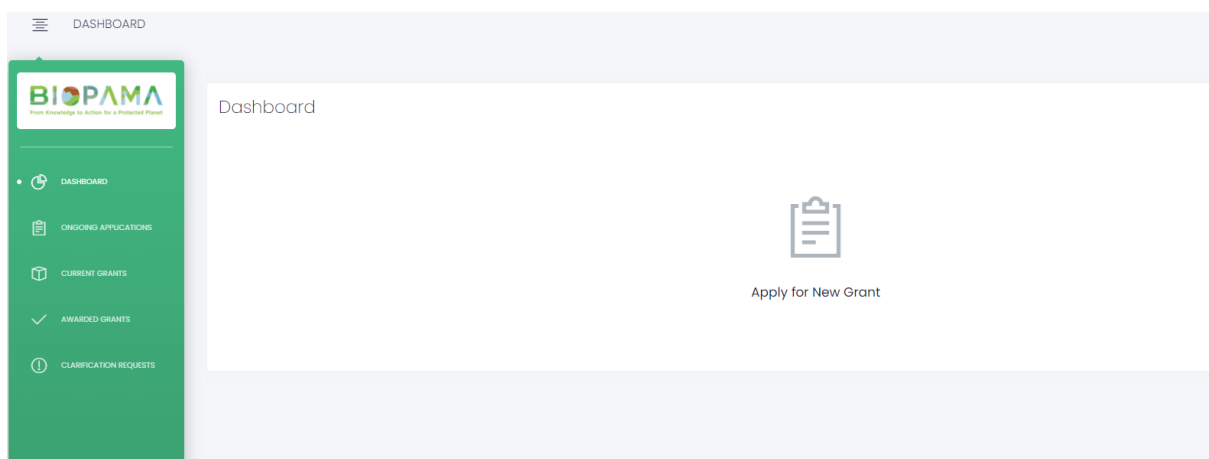 DASHBOARD
BIOPAMA
From Knowledge to Action for a Protected Planet
DASHBOARD
ONGOING APPLICATIONS
CURRENT GRANTS
AWARDED GRANTS
CLARIFICATION REQUESTS
Dashboard
Apply for New Grant